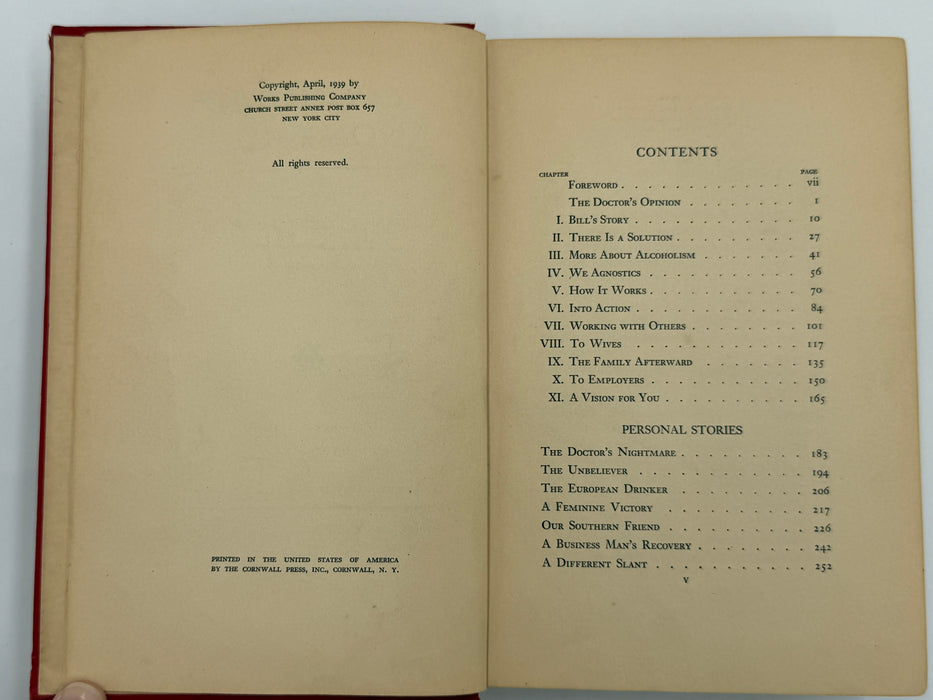 Copyright, April, 1939 by
Works Publishing Company
CHURCH STREET ANNEX POST BOX 657
NEW YORK CITY
All rights reserved.
PRINTED IN THE UNITED STATES OF AMERICA
BY THE CORNWALL PRESS, INC., CORNWALL, N. Y.
CONTENTS
CHAPTER PAGE
Foreword . . . . . . . . . . . . . vii
The Doctor's Opinion . . . . . . . . 1
I. Bill's Story . . . . . . . . . . . . 10
II. There Is a Solution . . . . . . . . . 27
III. More About Alcoholism . . . . . . . 41
IV. We Agnostics . . . . . . . . . . . 56
V. How It Works . . . . . . . . . . . 70
VI. Into Action . . . . . . . . . . . . 84
VII. Working with Others . . . . . . . . 101
VIII. To Wives . . . . . . . . . . . . 117
IX. The Family Afterward . . . . . . . 135
X. To Employers . . . . . . . . . . . 150
XI. A Vision for You . . . . . . . . . . 165
PERSONAL STORIES
The Doctor's Nightmare . . . . . . . . . 183
The Unbeliever . . . . . . . . . . . . 194
The European Drinker . . . . . . . . . 206
A Feminine Victory . . . . . . . . . . 217
Our Southern Friend . . . . . . . . . . 226
A Business Man's Recovery . . . . . . . . 242
A Different Slant . . . . . . . . . . . 252
v